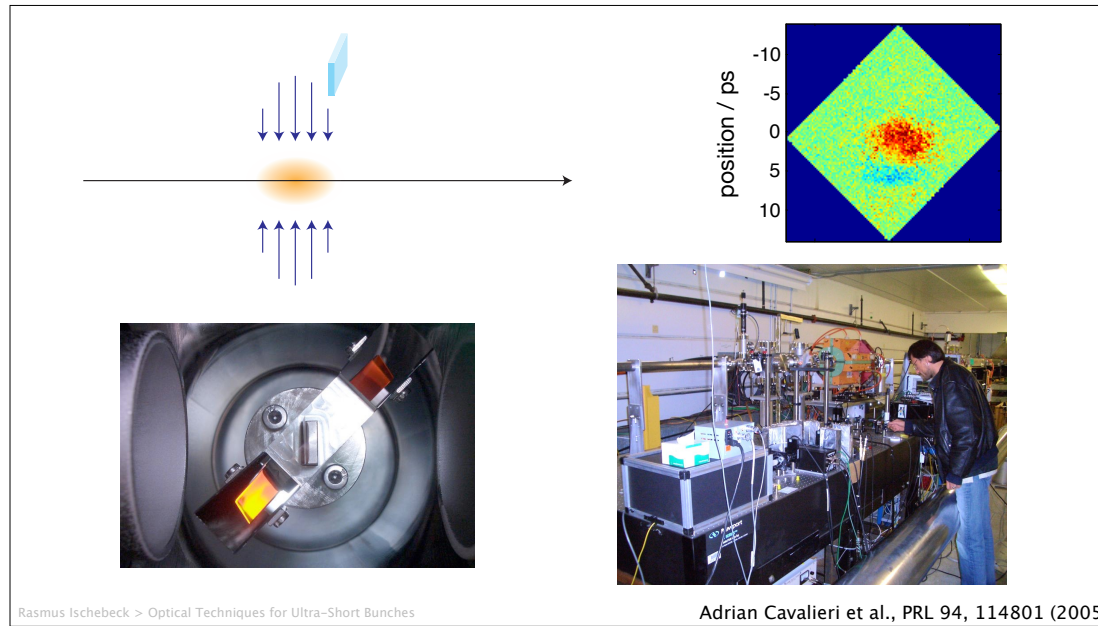 position / ps
-10
-5
0
5
10
Newport
Rasmus Ischebeck > Optical Techniques for Ultra-Short Bunches
Adrian Cavalieri et al., PRL 94, 114801 (2005